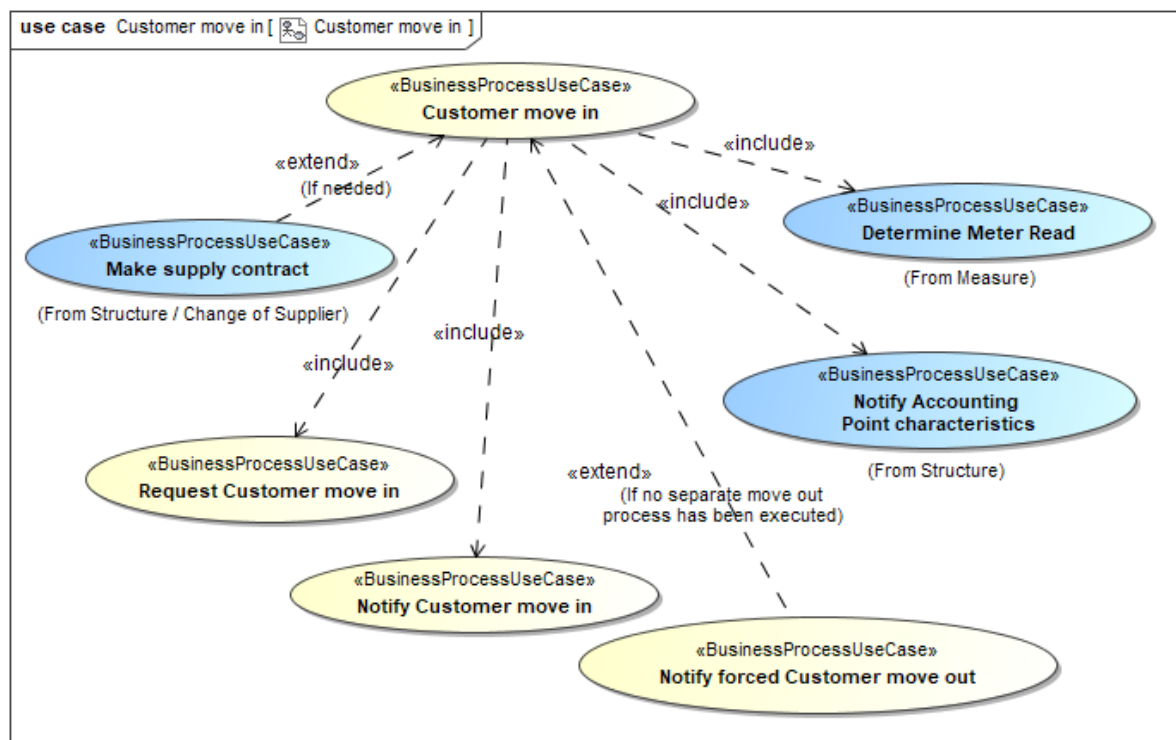 use case Customer move in [ Customer move in ]
«BusinessProcessUseCase»
Customer move in
«include»
«extend»
(If needed)
«BusinessProcessUseCase»
Determine Meter Read
(From Measure)
«include»
«BusinessProcessUseCase»
Make supply contract
(From Structure / Change of Supplier)
«include»
«include»
«BusinessProcessUseCase»
Notify Accounting
Point characteristics
(From Structure)
«BusinessProcessUseCase»
Request Customer move in
«extend»
(If no separate move out
process has been executed)
«BusinessProcessUseCase»
Notify Customer move in
«BusinessProcessUseCase»
Notify forced Customer move out